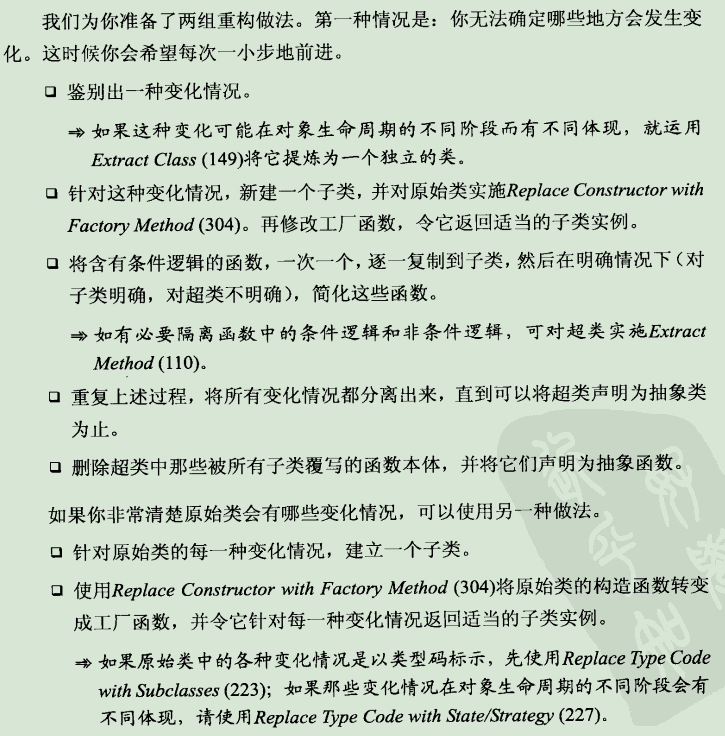 我们为你准备了两组重构做法。第一种情况是：你无法确定哪些地方会发生变
化。这时候你会希望每次一小步地前进。
❑ 鉴别出一种变化情况。
⇒ 如果这种变化可能在对象生命周期的不同阶段而有不同体现，就运用
Extract Class (149)将它提炼为一个独立的类。
❑ 针对这种变化情况，新建一个子类，并对原始类实施Replace Constructor with
Factory Method (304)。再修改工厂函数，令它返回适当的子类实例。
❑ 将含有条件逻辑的函数，一次一个，逐一复制到子类，然后在明确情况下（对
子类明确，对超类不明确），简化这些函数。
⇒ 如有必要隔离函数中的条件逻辑和非条件逻辑，可对超类实施Extract
Method (110)。
❑ 重复上述过程，将所有变化情况都分离出来，直到可以将超类声明为抽象类
为止。
❑ 删除超类中那些被所有子类覆写的函数本体，并将它们声明为抽象函数。
如果你非常清楚原始类会有哪些变化情况，可以使用另一种做法。
❑ 针对原始类的每一种变化情况，建立一个子类。
❑ 使用Replace Constructor with Factory Method (304)将原始类的构造函数转变
成工厂函数，并令它针对每一种变化情况返回适当的子类实例。
⇒ 如果原始类中的各种变化情况是以类型码标示，先使用Replace Type Code
with Subclasses (223)；如果那些变化情况在对象生命周期的不同阶段会有
不同体现，请使用Replace Type Code with State/Strategy (227)。